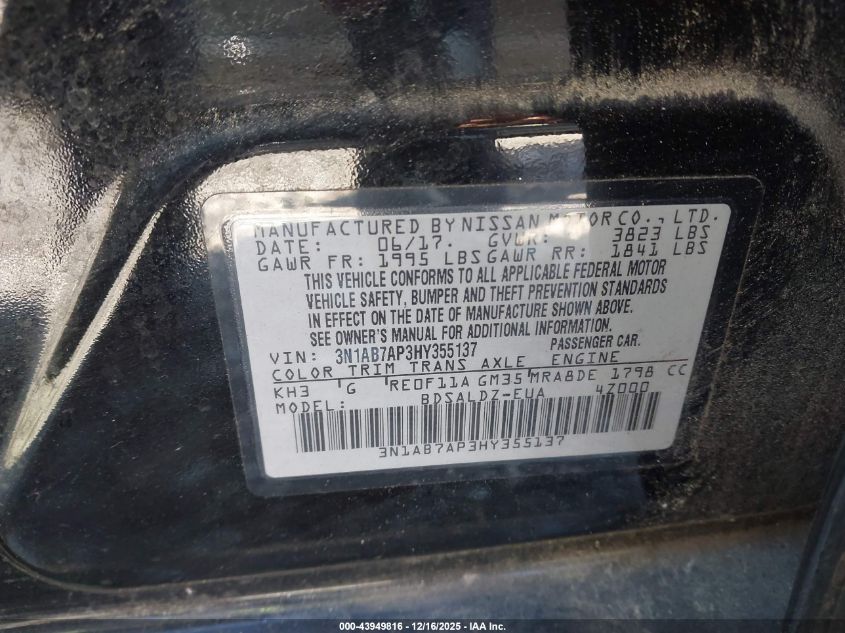 MANUFACTURED BY NISSAN MOTOR CO., LTD.
DATE: 06/17. GVWR: 3823 LBS
GAWR FR: 1995 LBS GAWR RR: 1841 LBS
THIS VEHICLE CONFORMS TO ALL APPLICABLE FEDERAL MOTOR
VEHICLE SAFETY, BUMPER AND THEFT PREVENTION STANDARDS
IN EFFECT ON THE DATE OF MANUFACTURE SHOWN ABOVE.
SEE OWNER'S MANUAL FOR ADDITIONAL INFORMATION.
VIN: 3N1AB7AP3HY355137 PASSENGER CAR.
COLOR TRIM TRANS AXLE ENGINE
KH3 G RE0F11A GM35 MRA8DE 1798 CC
MODEL: BDSALDZ-EUA 4Z000
3N1AB7AP3HY355137
000-43949816 - 12/16/2025 - IAA Inc.